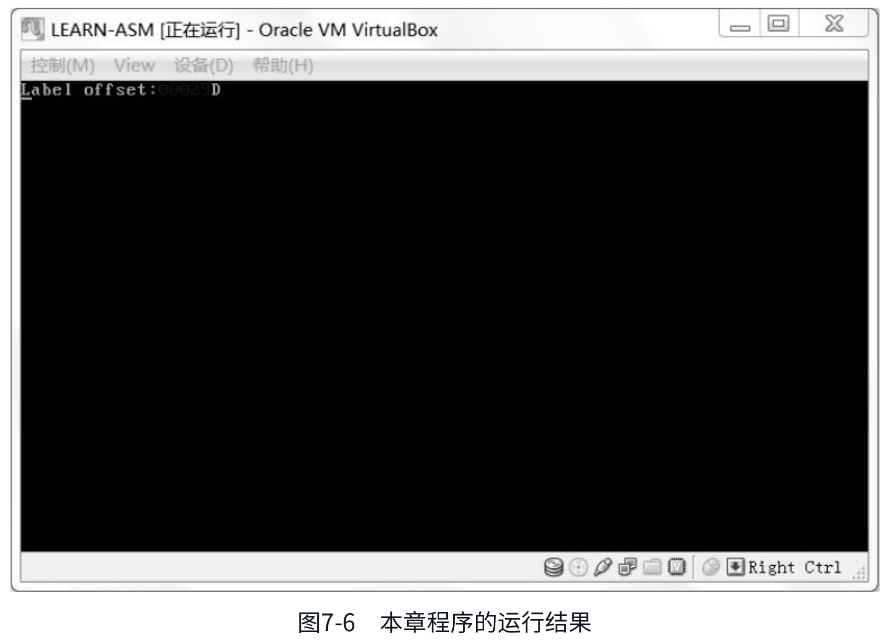 LEARN-ASM [正在运行] - Oracle VM VirtualBox
控制(M) View 设备(D) 帮助(H)
Label offset:00029D
Right Ctrl
图7-6 本章程序的运行结果